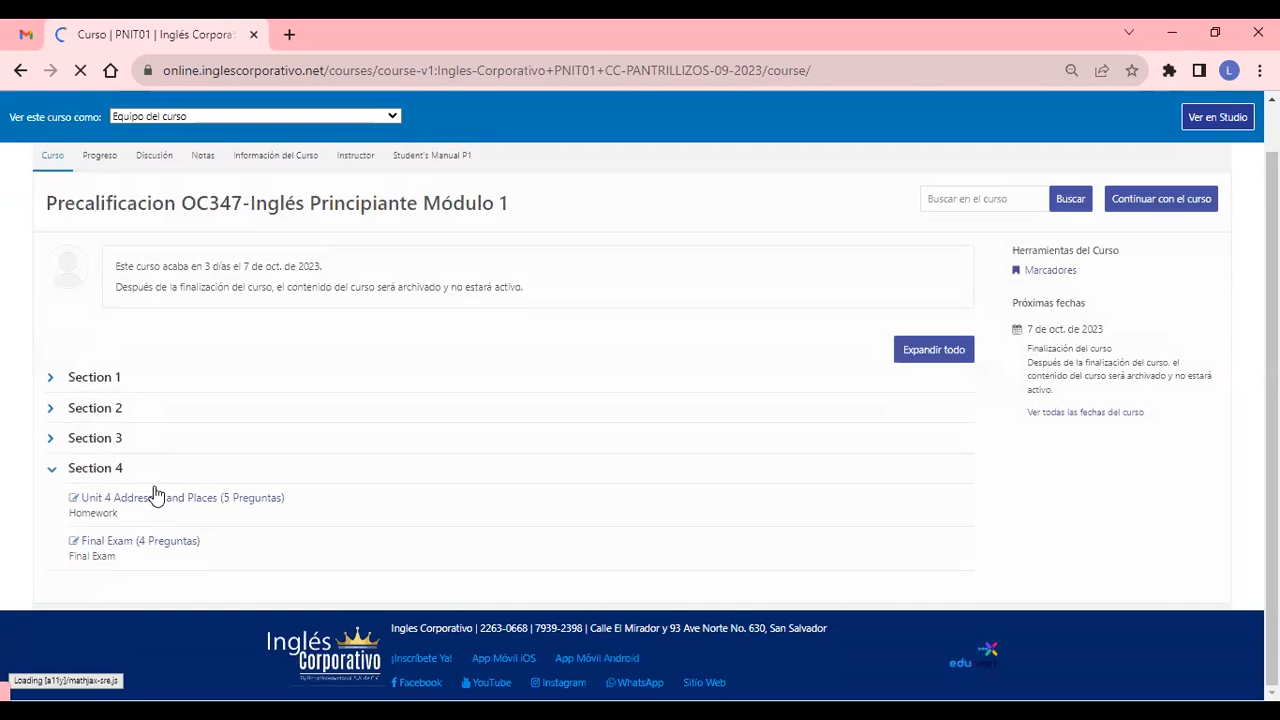 Curso | PNIT01 | Inglés Corpora
online.inglescorporativo.net/courses/course-v1:Ingles-Corporativo+PNIT01+CC-PANTRILLIZOS-09-2023/course/
L
Ver este curso como:
Equipo del curso
Ver en Studio
Curso
Progreso
Discusión
Notas
Información del Curso
Instructor
Student's Manual P1
Precalificacion OC347-Inglés Principiante Módulo 1
Buscar en el curso
Buscar
Continuar con el curso
Este curso acaba en 3 días el 7 de oct. de 2023.
Después de la finalización del curso, el contenido del curso será archivado y no estará activo.
Herramientas del Curso
Marcadores
Próximas fechas
7 de oct. de 2023
Finalización del curso
Después de la finalización del curso, el
contenido del curso será archivado y no estará
activo.
Ver todas las fechas del curso
Expandir todo
Section 1
Section 2
Section 3
Section 4
Unit 4 Addres and Places (5 Preguntas)
Homework
Final Exam (4 Preguntas)
Final Exam
Inglés
Corporativo
Ingles Corporativo | 2263-0668 | 7939-2398 | Calle El Mirador y 93 Ave Norte No. 630, San Salvador
¡Inscríbete Ya!
App Móvil iOS
App Móvil Android
Facebook
YouTube
Instagram
WhatsApp
Sitio Web
Loading [a11y]/mathjax-sre.js